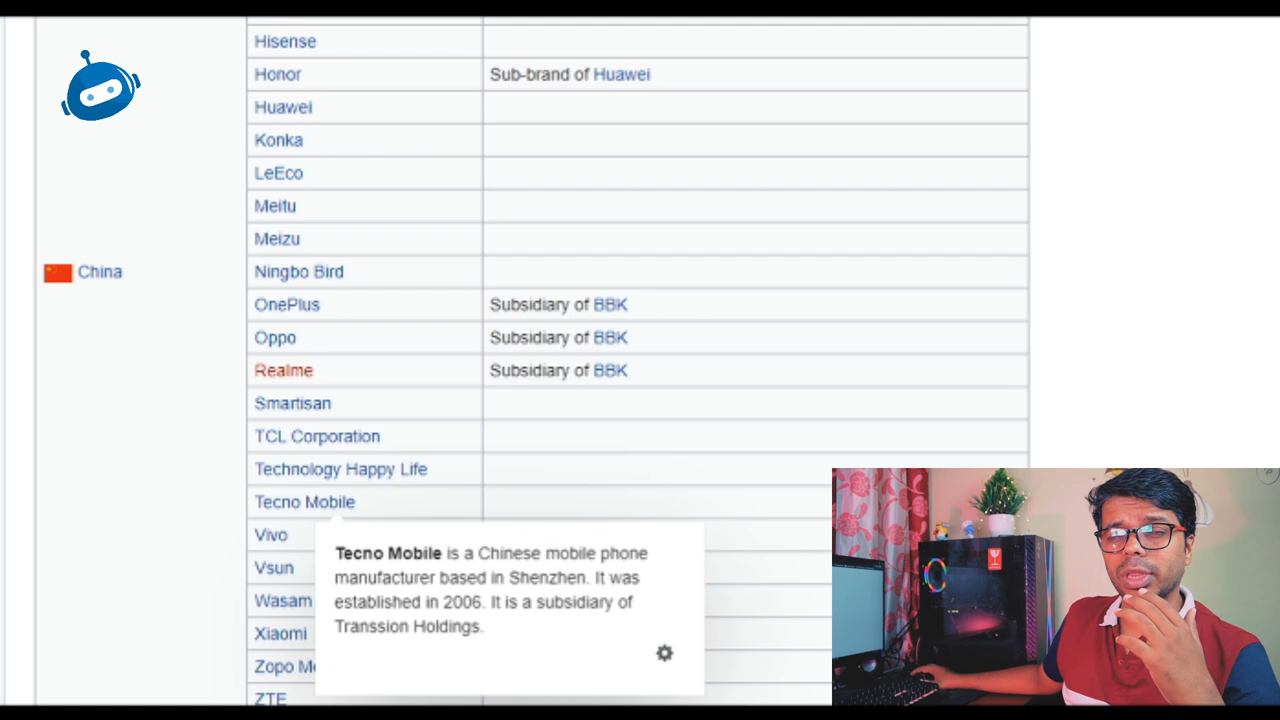 Hisense
Honor Sub-brand of Huawei
Huawei
Konka
LeEco
Meitu
Meizu
China Ningbo Bird
OnePlus Subsidiary of BBK
Oppo Subsidiary of BBK
Realme Subsidiary of BBK
Smartisan
TCL Corporation
Technology Happy Life
Tecno Mobile
Vivo
Vsun
Wasam
Xiaomi
Zopo
ZTE
Tecno Mobile is a Chinese mobile phone
manufacturer based in Shenzhen. It was
established in 2006. It is a subsidiary of
Transsion Holdings.